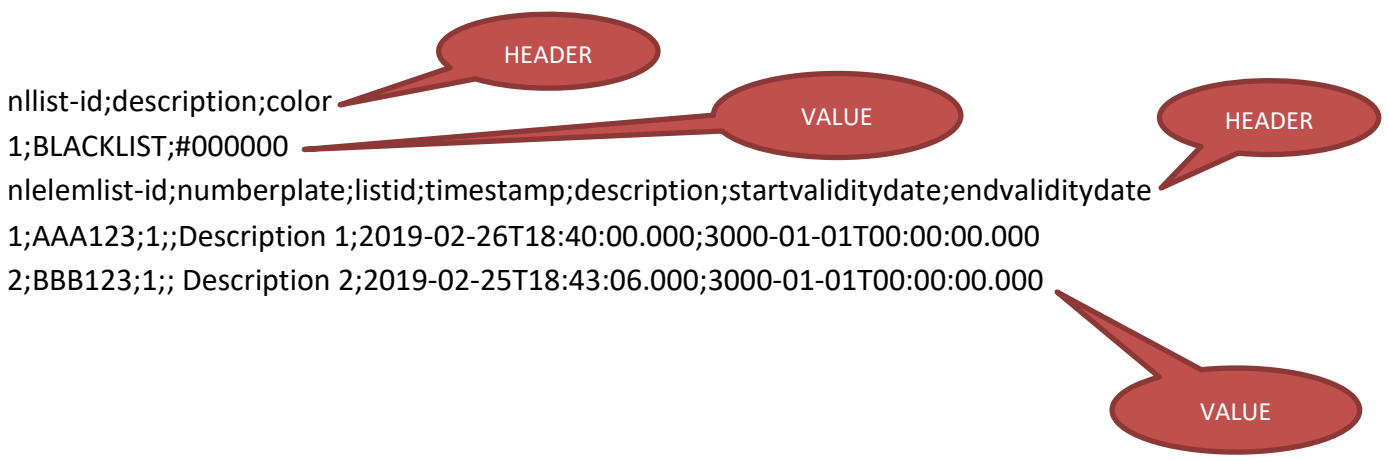 HEADER
nllist-id;description;color
VALUE
HEADER
1;BLACKLIST;#000000
nlelemlist-id;numberplate;listid;timestamp;description;startvaliditydate;endvaliditydate
1;AAA123;1;;Description 1;2019-02-26T18:40:00.000;3000-01-01T00:00:00.000
2;BBB123;1;; Description 2;2019-02-25T18:43:06.000;3000-01-01T00:00:00.000
VALUE